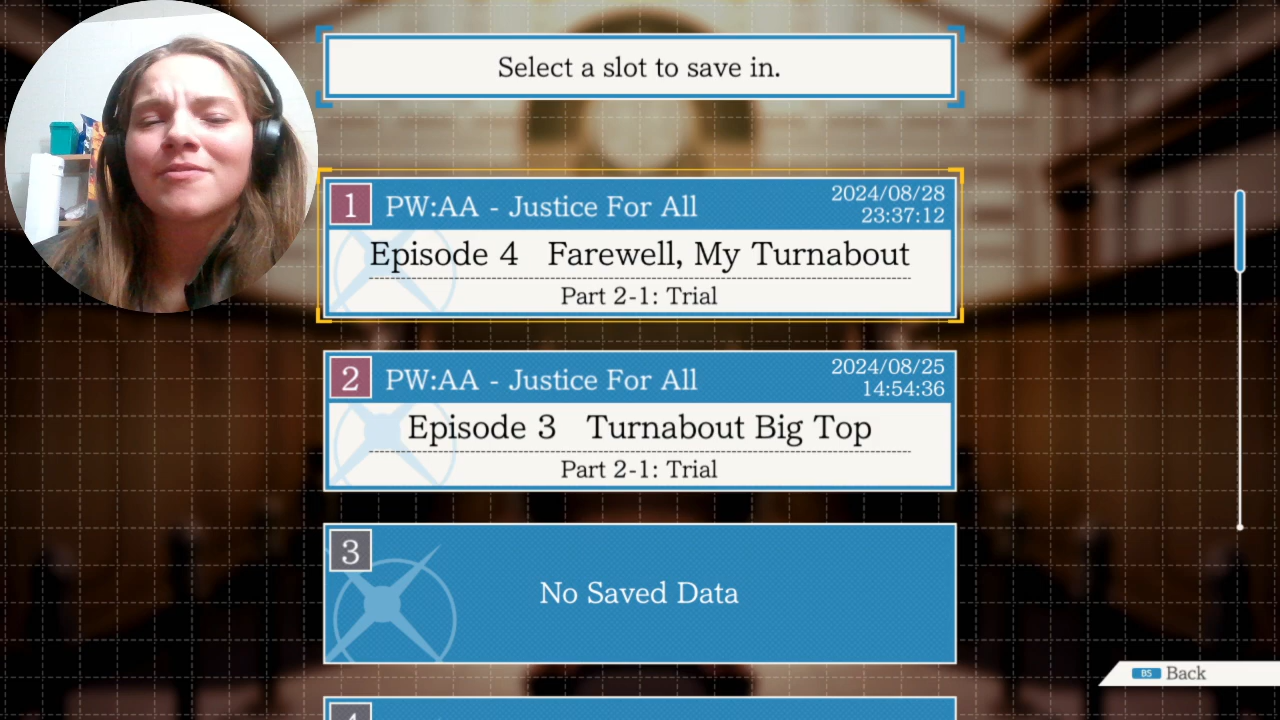 Select a slot to save in.
1 PW:AA - Justice For All 2024/08/28
23:37:12
Episode 4 Farewell, My Turnabout
Part 2-1: Trial
2 PW:AA - Justice For All 2024/08/25
14:54:36
Episode 3 Turnabout Big Top
Part 2-1: Trial
3
No Saved Data
BS Back
4